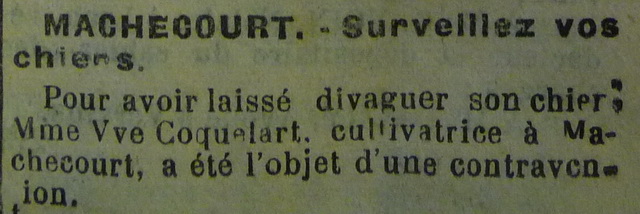 MACHECOURT. - Surveillez vos
chiens.
Pour avoir laissé divaguer son chien;
Mme Vve Coquelart, cultivatrice à Ma-
checourt, a été l'objet d'une contraven-
tion.